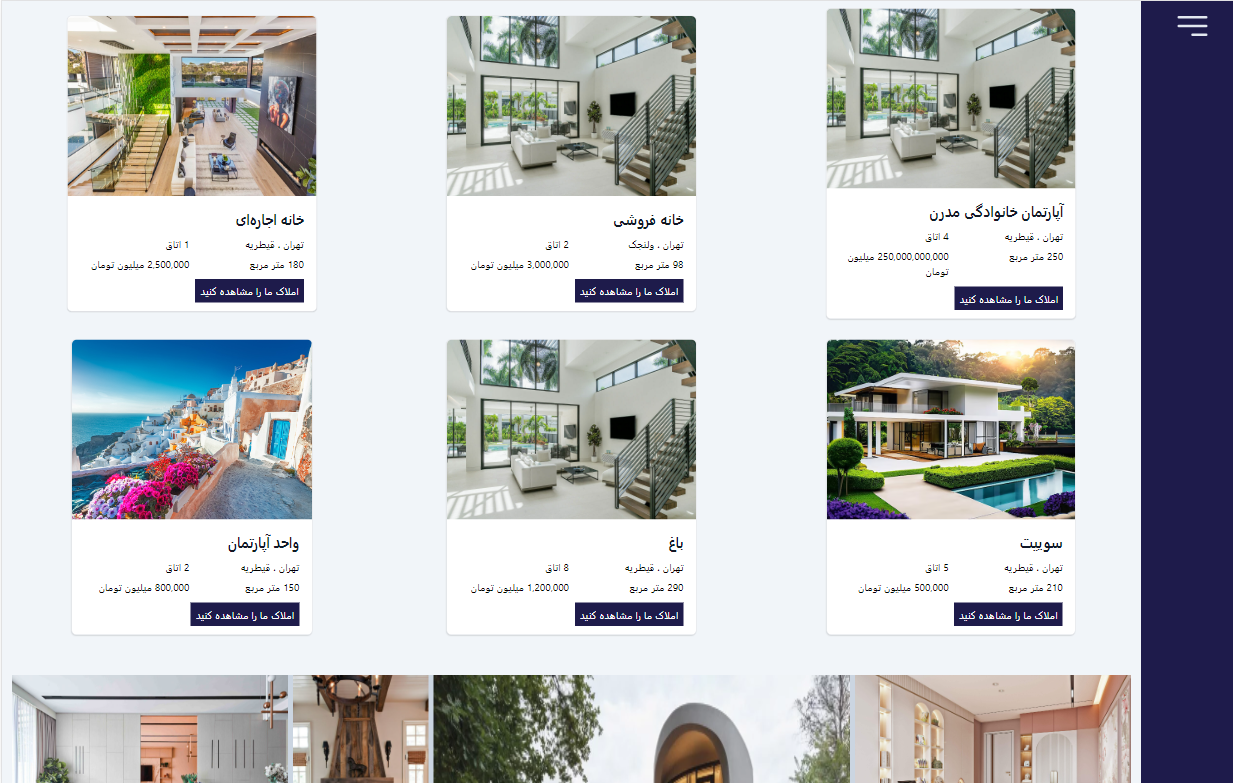 آپارتمان خانوادگی مدرن
تهران ، قیطریه
4 اتاق
250 متر مربع
250,000,000,000 میلیون
تومان
املاک ما را مشاهده کنید
خانه فروشی
تهران ، ولنجک
2 اتاق
98 متر مربع
3,000,000 میلیون تومان
املاک ما را مشاهده کنید
خانه اجاره‌ای
تهران ، قیطریه
1 اتاق
180 متر مربع
2,500,000 میلیون تومان
املاک ما را مشاهده کنید
سوییت
تهران ، قیطریه
5 اتاق
210 متر مربع
500,000 میلیون تومان
املاک ما را مشاهده کنید
باغ
تهران ، قیطریه
8 اتاق
290 متر مربع
1,200,000 میلیون تومان
املاک ما را مشاهده کنید
واحد آپارتمان
تهران ، قیطریه
2 اتاق
150 متر مربع
800,000 میلیون تومان
املاک ما را مشاهده کنید